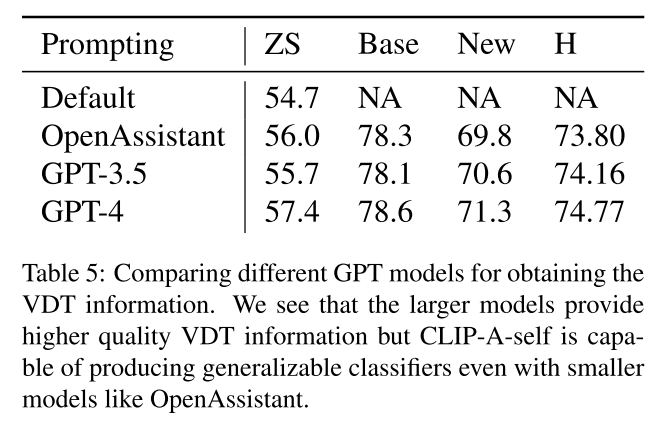 Prompting ZS Base New H
Default 54.7 NA NA NA
OpenAssistant 56.0 78.3 69.8 73.80
GPT-3.5 55.7 78.1 70.6 74.16
GPT-4 57.4 78.6 71.3 74.77
Table 5: Comparing different GPT models for obtaining the
VDT information. We see that the larger models provide
higher quality VDT information but CLIP-A-self is capa-
ble of producing generalizable classifiers even with smaller
models like OpenAssistant.